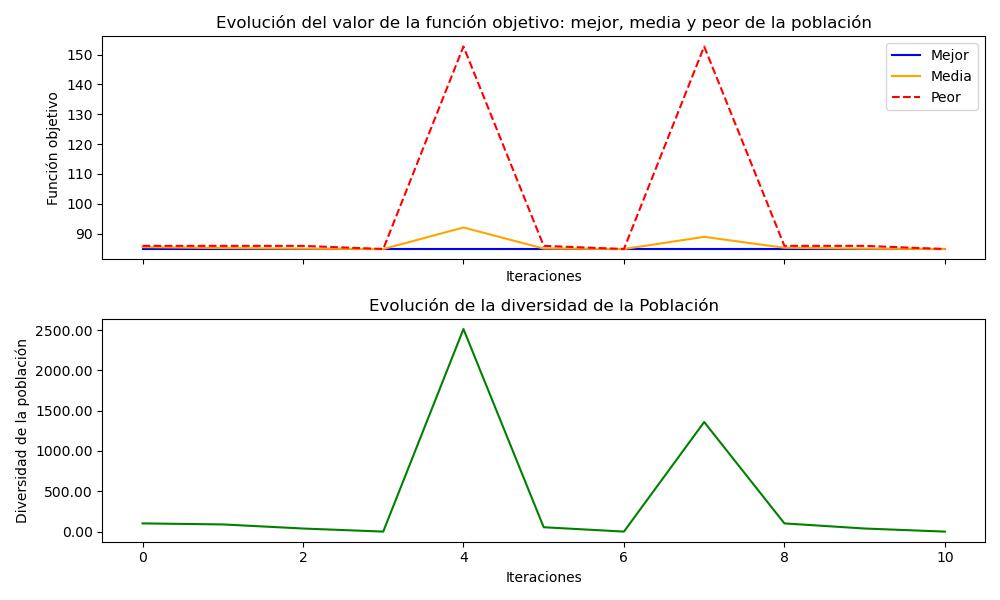 Evolución del valor de la función objetivo: mejor, media y peor de la población
Función objetivo
150
140
130
120
110
100
90
Mejor
Media
Peor
Iteraciones
Evolución de la diversidad de la Población
Diversidad de la población
2500.00
2000.00
1500.00
1000.00
500.00
0.00
0
2
4
6
8
10
Iteraciones